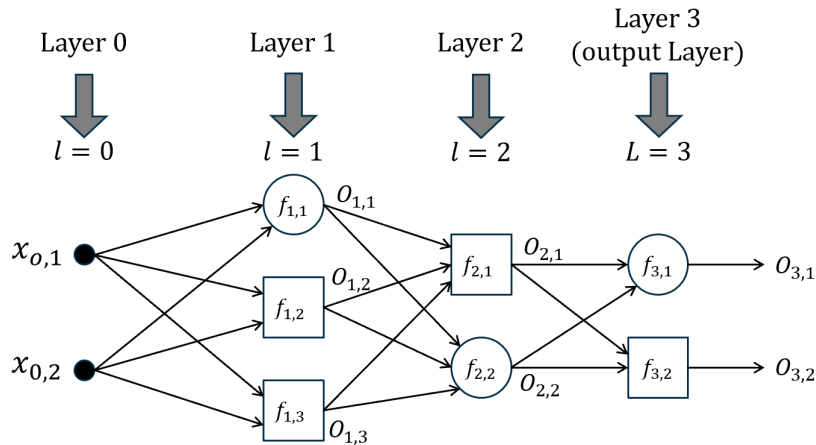 Layer 0
Layer 1
Layer 2
Layer 3
(output Layer)
l = 0
l = 1
l = 2
L = 3
f1,1
O1,1
xo,1
f1,2
O1,2
f2,1
O2,1
f3,1
O3,1
x0,2
f1,3
O1,3
f2,2
O2,2
f3,2
O3,2